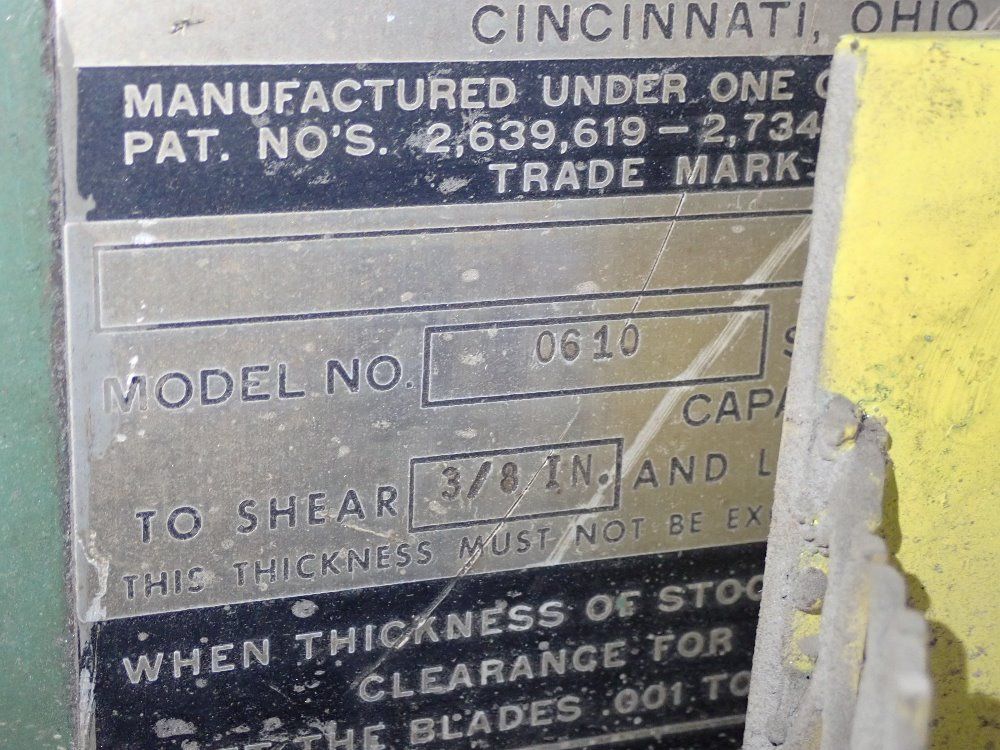 CINCINNATI, OHIO
MANUFACTURED UNDER ONE
PAT. NO'S. 2,639,619 — 2,734
TRADE MARK
MODEL NO. 0610
CAPA
TO SHEAR 3/8 IN. AND L
THIS THICKNESS MUST NOT BE EX
WHEN THICKNESS OF STOC
CLEARANCE FOR
THE BLADES .001 TO